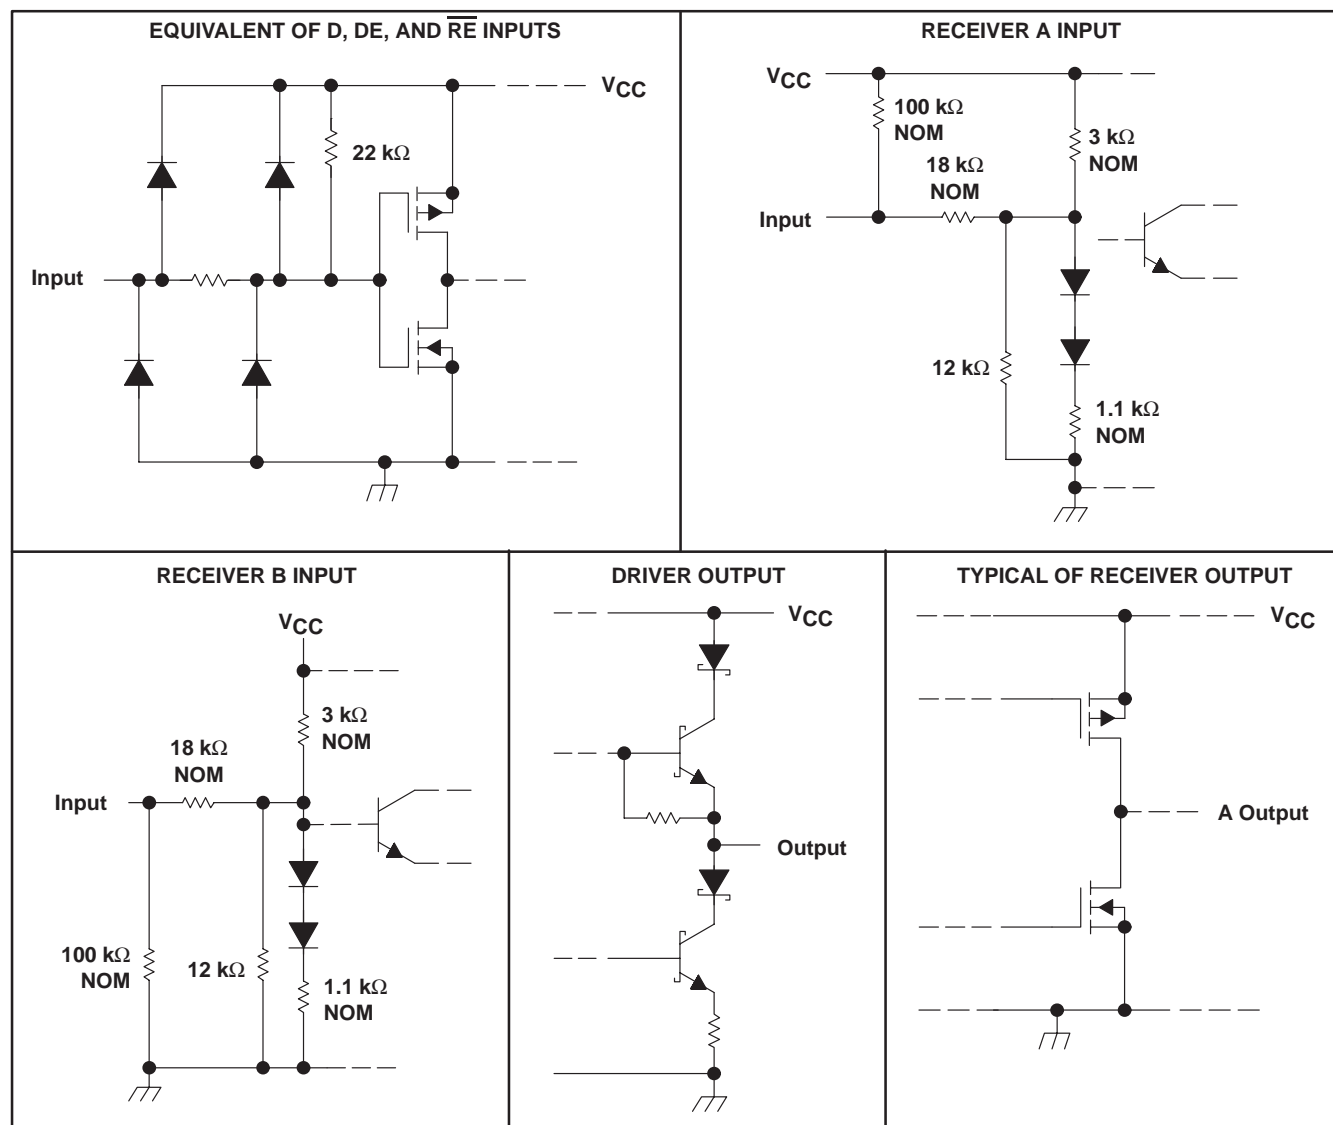 EQUIVALENT OF D, DE, AND R̅E̅ INPUTS
VCC
22 kΩ
Input
RECEIVER A INPUT
VCC
100 kΩ
NOM
3 kΩ
NOM
18 kΩ
NOM
Input
12 kΩ
1.1 kΩ
NOM
RECEIVER B INPUT
VCC
3 kΩ
NOM
18 kΩ
NOM
Input
100 kΩ
NOM
12 kΩ
1.1 kΩ
NOM
DRIVER OUTPUT
VCC
Output
TYPICAL OF RECEIVER OUTPUT
VCC
A Output